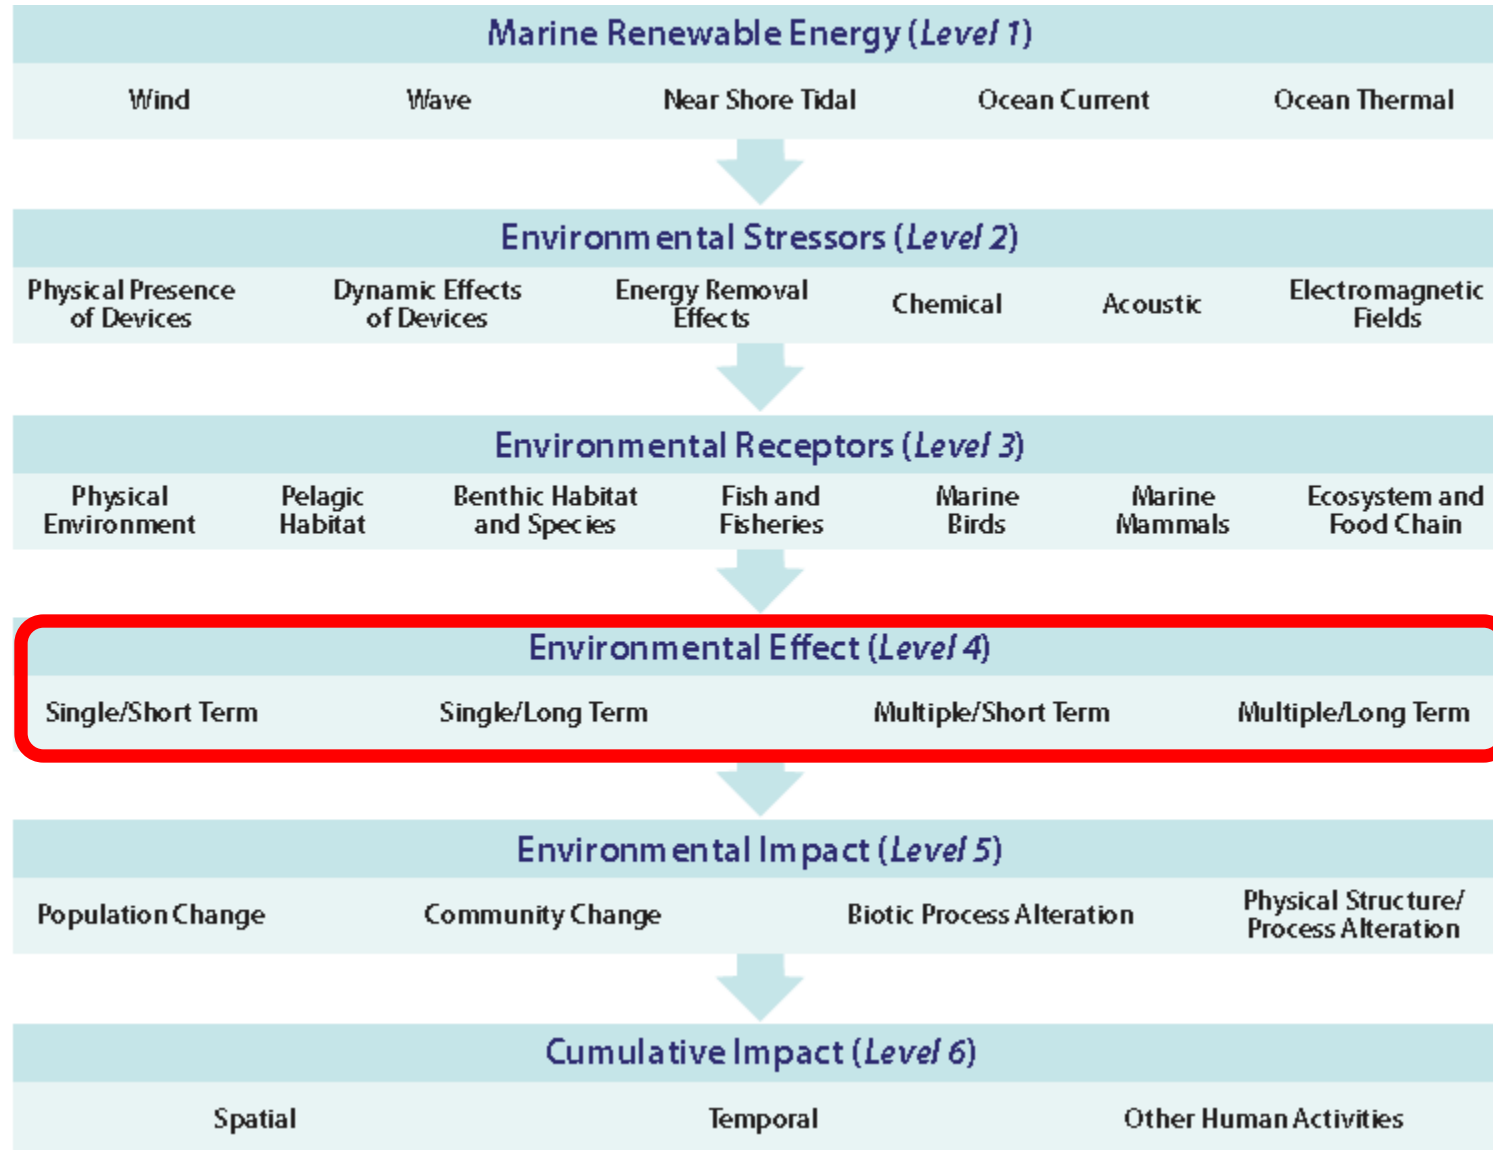 Marine Renewable Energy (Level 1)
Wind Wave Near Shore Tidal Ocean Current Ocean Thermal
Environmental Stressors (Level 2)
Physical Presence
of Devices
Dynamic Effects
of Devices
Energy Removal
Effects
Chemical
Acoustic
Electromagnetic
Fields
Environmental Receptors (Level 3)
Physical
Environment
Pelagic
Habitat
Benthic Habitat
and Species
Fish and
Fisheries
Marine
Birds
Marine
Mammals
Ecosystem and
Food Chain
Environmental Effect (Level 4)
Single/Short Term Single/Long Term Multiple/Short Term Multiple/Long Term
Environmental Impact (Level 5)
Population Change
Community Change
Biotic Process Alteration
Physical Structure/
Process Alteration
Cumulative Impact (Level 6)
Spatial Temporal Other Human Activities